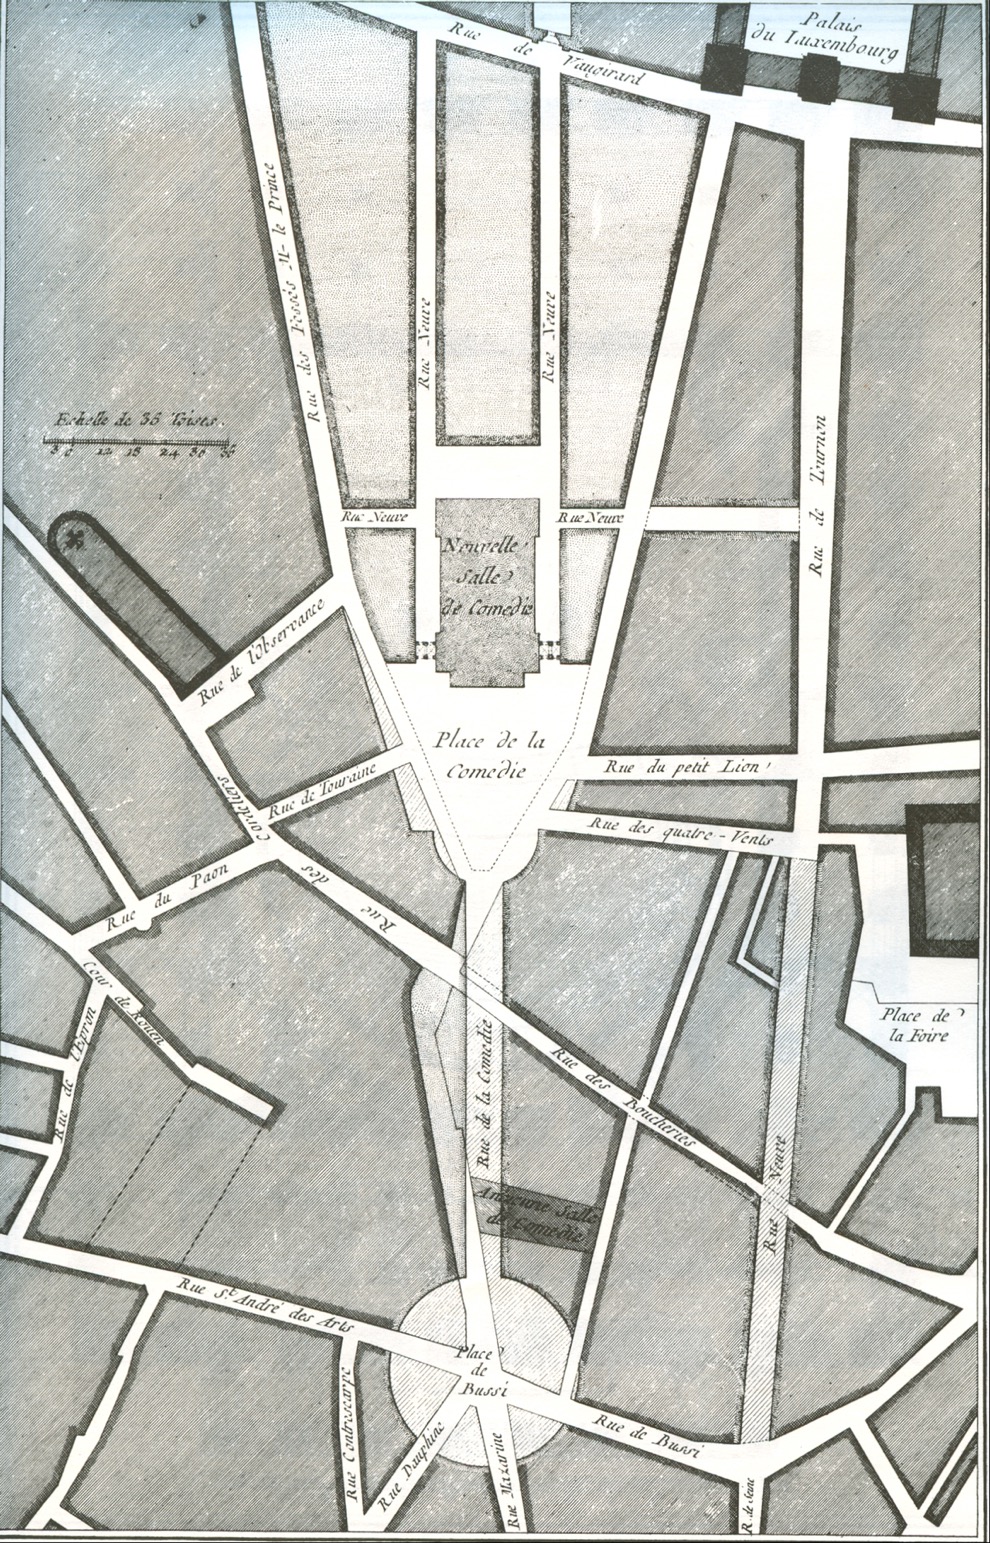 Palais
du Luxembourg
Rue de Vaugirard
Rue des Fossés M- le Prince
Rue Neuve
Rue Neuve
Echelle de 36 Toises.
3 6 12 18 24 30 36
Rue Neuve
Rue Neuve
Nouvelle
Salle
de Comedie
Rue de Tournon
Rue de l'Observance
Place de la
Comedie
Rue du petit Lion
Rue de Touraine
Rue des quatre-Vents
Rue des Cordeliers
Rue du Paon
Cour de Rouen
Rue de l'Eperon
Place de
la Foire
Rue de la Comedie
Rue des Boucheries
Rue Neuve
Ancienne Salle
de Comedie
Rue St. André des Arts
Place
de
Bussi
Rue Contrescarpe
Rue Dauphine
Rue Mazarine
Rue de Bussi
R. de Seine